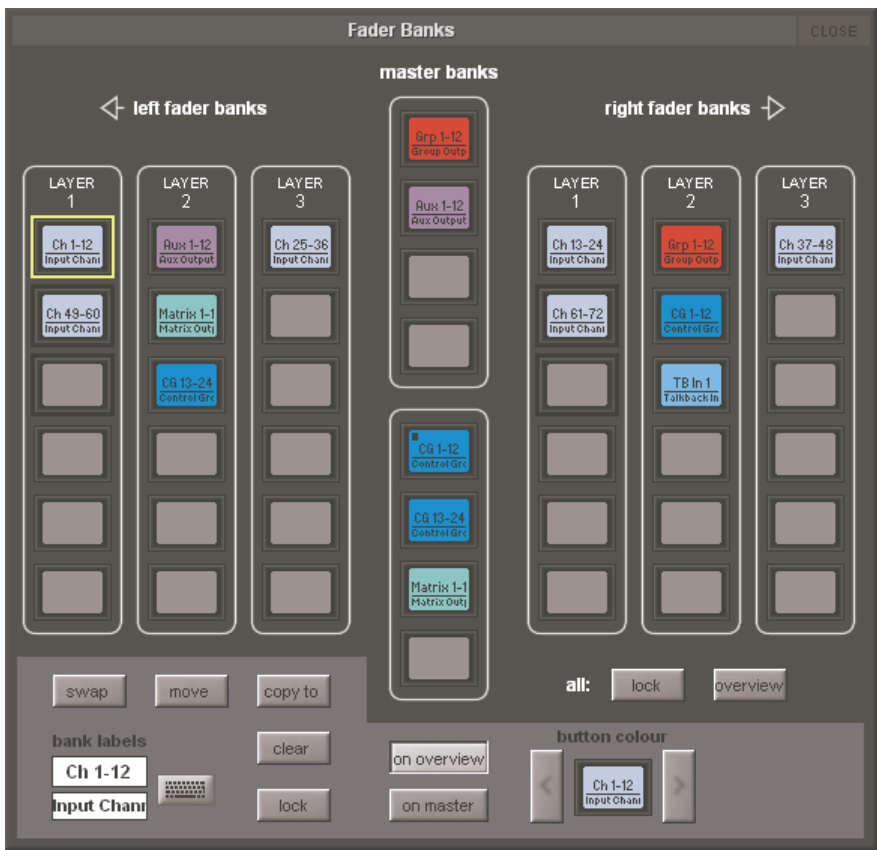 Fader Banks
CLOSE
master banks
left fader banks
right fader banks
LAYER
1
LAYER
2
LAYER
3
LAYER
1
LAYER
2
LAYER
3
Grp 1-12
Group Outp
Aux 1-12
Aux Output
Ch 1-12
Input Chani
Aux 1-12
Aux Output
Ch 25-36
Input Chani
Ch 13-24
Input Chani
Grp 1-12
Group Outp
Ch 37-48
Input Chani
Ch 49-60
Input Chani
Matrix 1-1
Matrix Outp
Ch 61-72
Input Chani
CG 1-12
Control Grc
CG 13-24
Control Grc
TB In 1
Talkback In
CG 1-12
Control Grc
CG 13-24
Control Grc
Matrix 1-1
Matrix Outp
swap
move
copy to
all:
lock
overview
bank labels
clear
button colour
Ch 1-12
Input Chanr
lock
on overview
on master
<
Ch 1-12
Input Chani
>